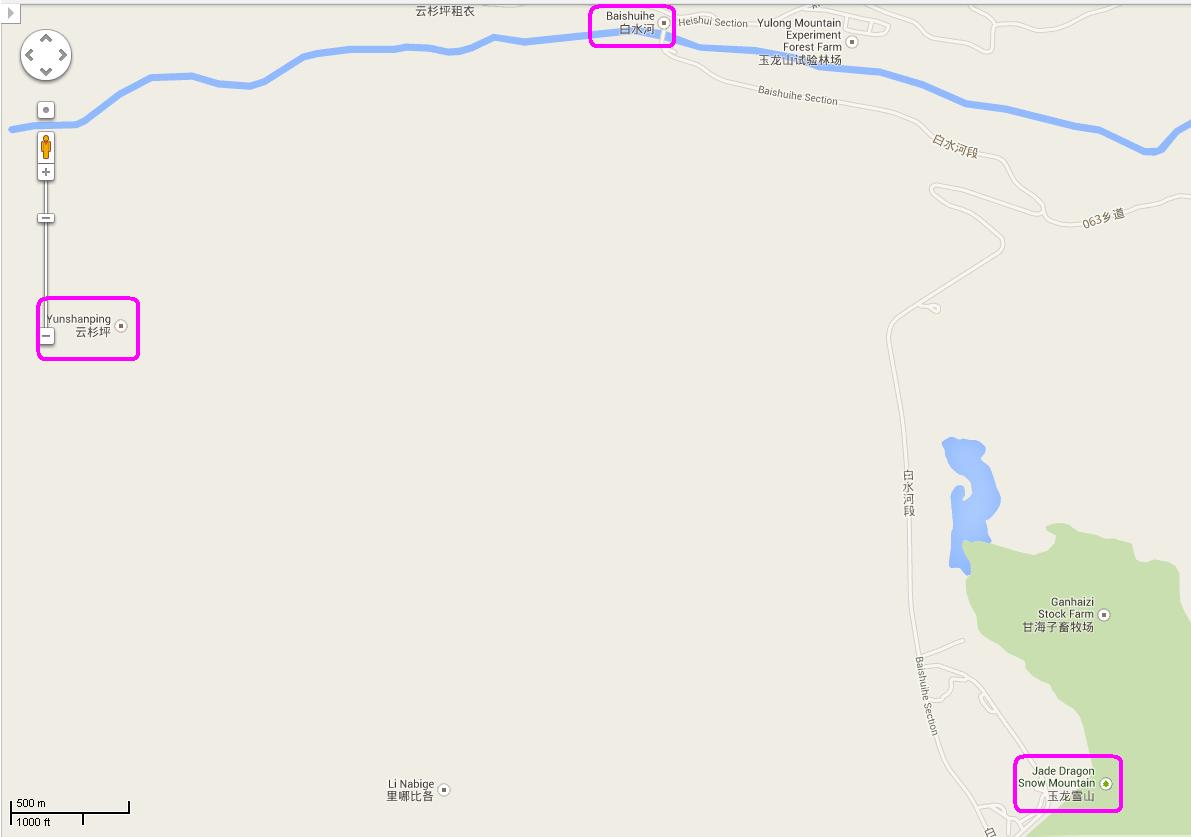 云杉坪租衣
Baishuihe
白水河
Heishui Section
Yulong Mountain
Experiment
Forest Farm
玉龙山试验林场
Baishuihe Section
白水河段
063乡道
Yunshanping
云杉坪
白水河段
Ganhaizi
Stock Farm
甘海子畜牧场
Baishuihe Section
Jade Dragon
Snow Mountain
玉龙雪山
Li Nabige
里哪比各
500 m
1000 ft
白